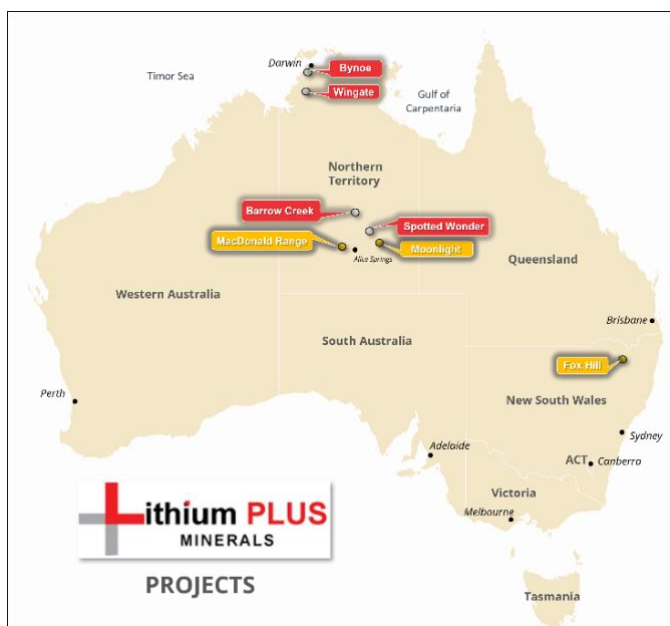 Darwin
Bynoe
Timor Sea
Wingate
Gulf of
Carpentaria
Northern
Territory
Barrow Creek
Spotted Wonder
MacDonald Range
Moonlight
Alice Springs
Queensland
Western Australia
Brisbane
South Australia
Fox Hill
Perth
New South Wales
Sydney
Adelaide
ACT
Canberra
Victoria
Melbourne
Lithium PLUS
MINERALS
PROJECTS
Tasmania